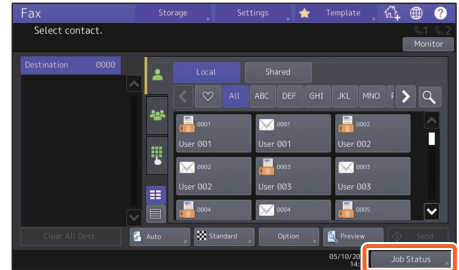 Fax
Storage
Settings
Template
?
Select contact.
Monitor
Destination 0000
Local
Shared
All
ABC
DEF
GHI
JKL
MNO
0001
User 001
0001
User 001
0002
User 002
0002
User 002
0003
User 003
0003
User 003
0004
0004
0005
Clear All Dest.
Auto
Standard
Option
Preview
Send
Job Status